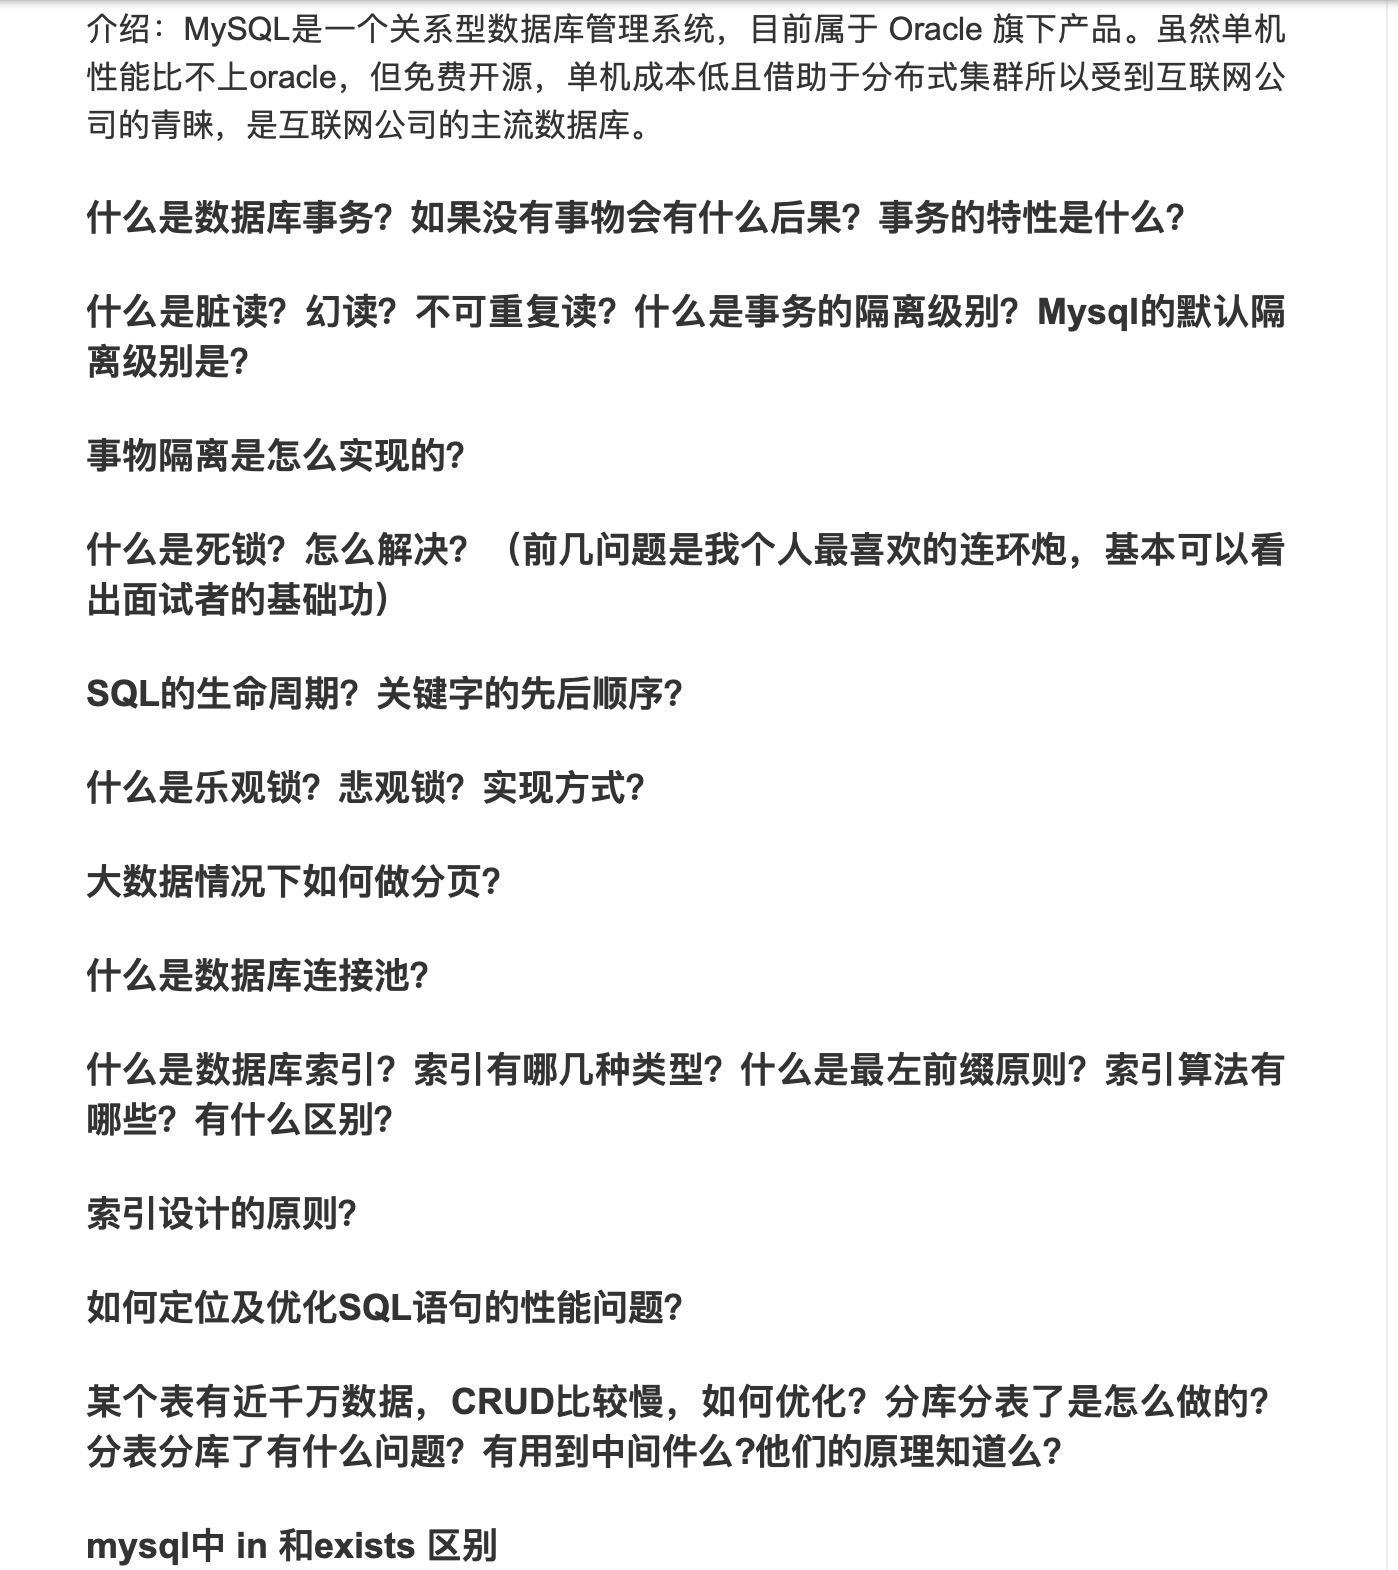 介绍：MySQL是一个关系型数据库管理系统，目前属于 Oracle 旗下产品。虽然单机
性能比不上oracle，但免费开源，单机成本低且借助于分布式集群所以受到互联网公
司的青睐，是互联网公司的主流数据库。
什么是数据库事务？如果没有事物会有什么后果？事务的特性是什么？
什么是脏读？幻读？不可重复读？什么是事务的隔离级别？Mysql的默认隔
离级别是？
事物隔离是怎么实现的？
什么是死锁？怎么解决？（前几问题是我个人最喜欢的连环炮，基本可以看
出面试者的基础功）
SQL的生命周期？关键字的先后顺序？
什么是乐观锁？悲观锁？实现方式？
大数据情况下如何做分页？
什么是数据库连接池？
什么是数据库索引？索引有哪几种类型？什么是最左前缀原则？索引算法有
哪些？有什么区别？
索引设计的原则？
如何定位及优化SQL语句的性能问题？
某个表有近千万数据，CRUD比较慢，如何优化？分库分表了是怎么做的？
分表分库了有什么问题？有用到中间件么?他们的原理知道么？
mysql中 in 和exists 区别